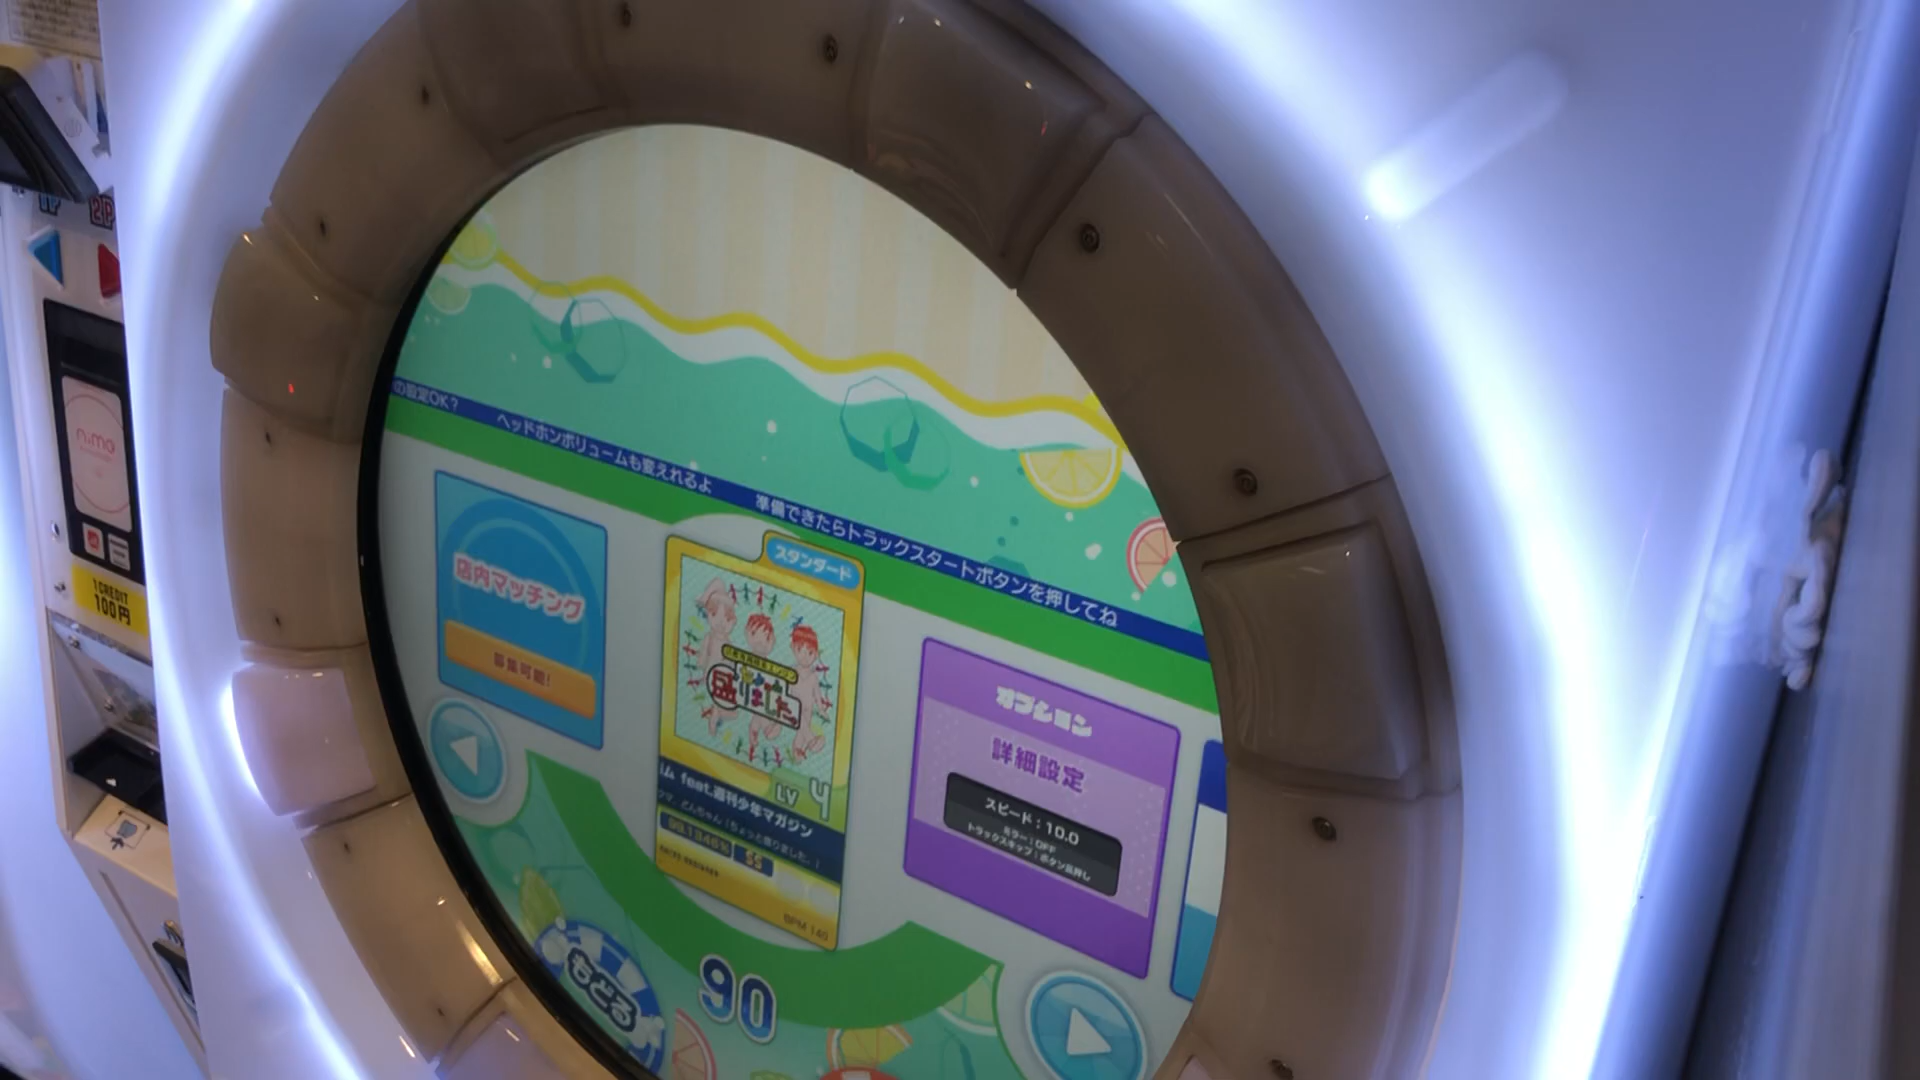 1P
2P
nimo
1CREDIT
100円
の設定OK? ヘッドホンボリュームも変えれるよ 準備できたらトラックスタートボタンを押してね
店内マッチング
募集可能!
スタンダード
盛りました。
LV 4
feat.週刊少年マガジン
SS
BPM 140
オプション
詳細設定
スピード:10.0
ミラー:OFF
トラックスキップ:ボタン長押し
もどる
90